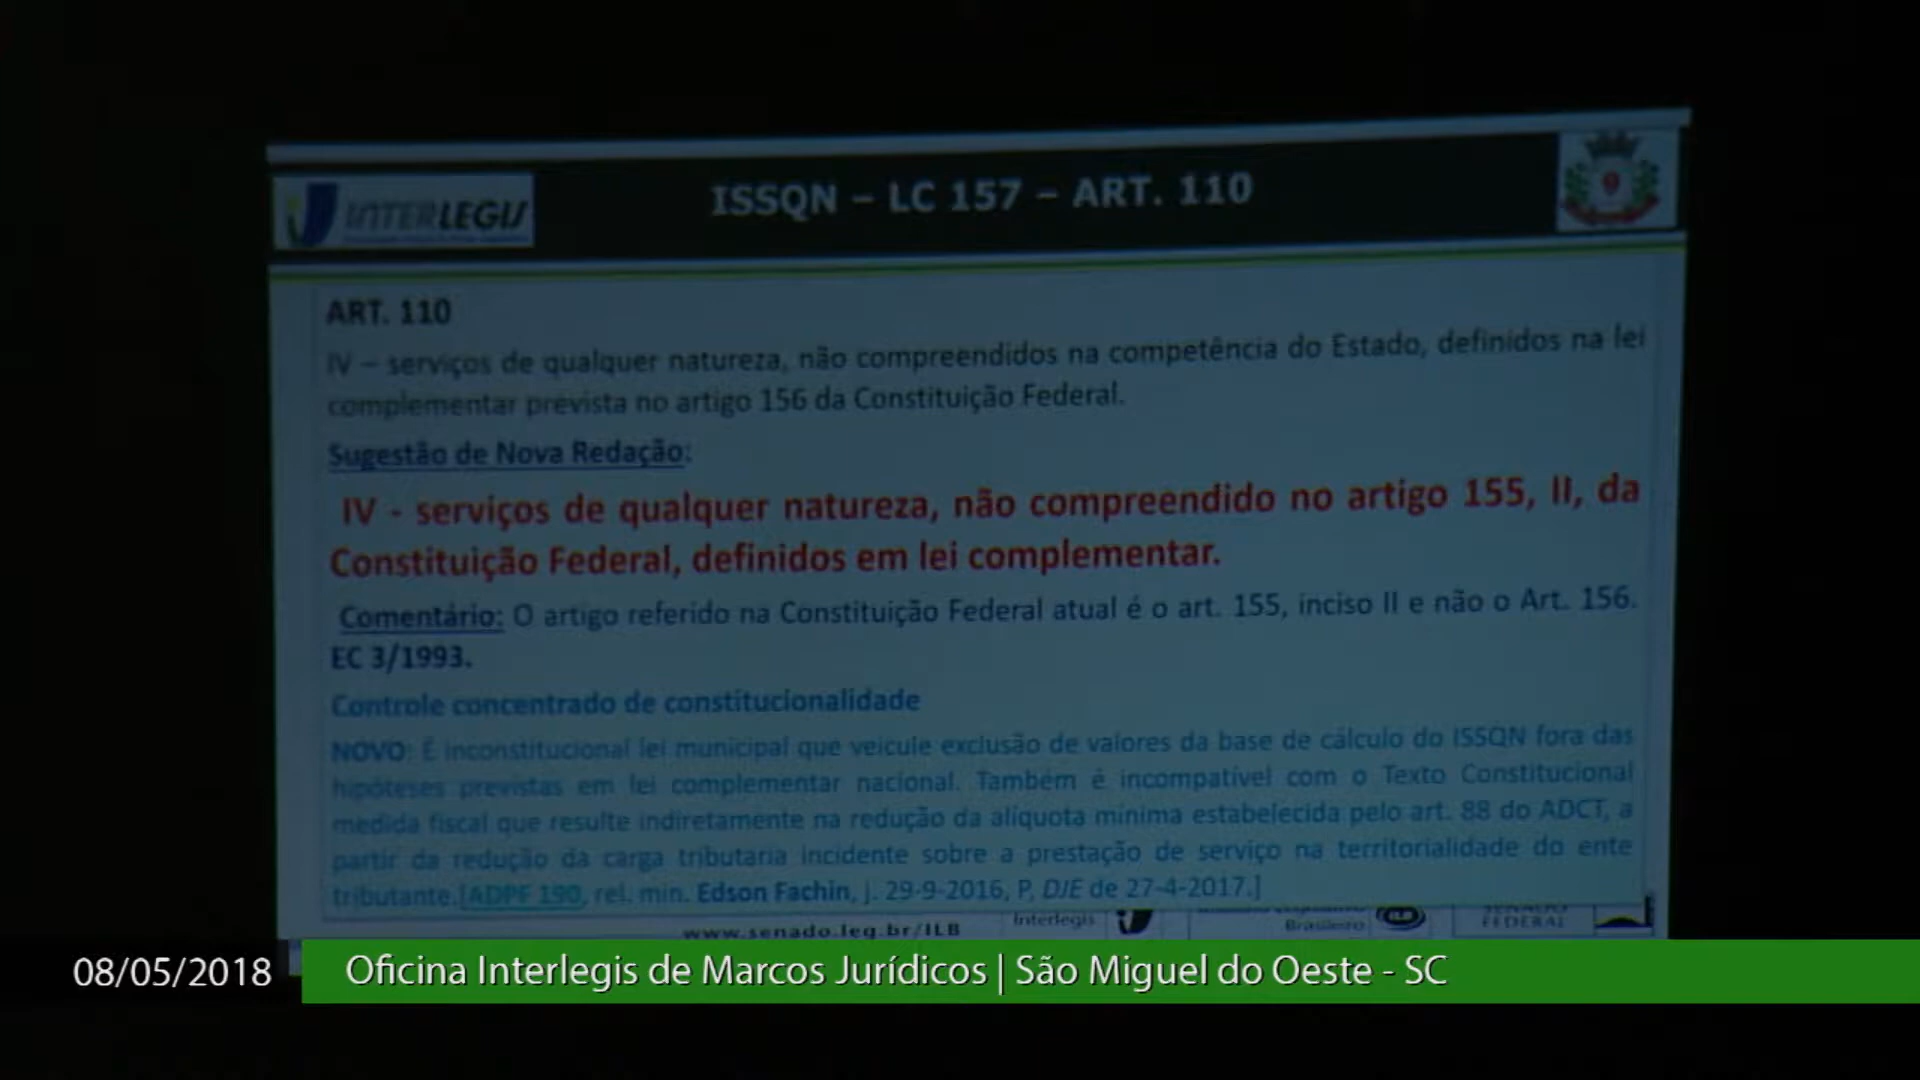 INTERLEGIS
ISSQN – LC 157 – ART. 110
ART. 110
IV – serviços de qualquer natureza, não compreendidos na competência do Estado, definidos na lei
complementar prevista no artigo 156 da Constituição Federal.
Sugestão de Nova Redação:
IV - serviços de qualquer natureza, não compreendido no artigo 155, II, da
Constituição Federal, definidos em lei complementar.
Comentário: O artigo referido na Constituição Federal atual é o art. 155, inciso II e não o Art. 156.
EC 3/1993.
Controle concentrado de constitucionalidade
NOVO: É inconstitucional lei municipal que veicule exclusão de valores da base de cálculo do ISSQN fora das
hipóteses previstas em lei complementar nacional. Também é incompatível com o Texto Constitucional
medida fiscal que resulte indiretamente na redução da alíquota mínima estabelecida pelo art. 88 do ADCT, a
partir da redução da carga tributária incidente sobre a prestação de serviço na territorialidade do ente
tributante.[ADPF 190, rel. min. Edson Fachin, j. 29-9-2016, P, DJE de 27-4-2017.]
www.senado.leg.br/ILB
Interlegis
Brasileiro
SENADO
FEDERAL
08/05/2018
Oficina Interlegis de Marcos Jurídicos | São Miguel do Oeste - SC